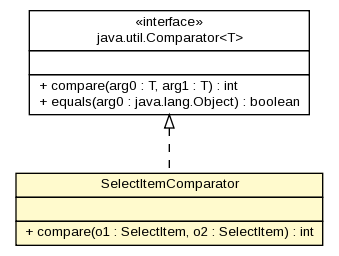 «interface»
java.util.Comparator<T>
+ compare(arg0 : T, arg1 : T) : int
+ equals(arg0 : java.lang.Object) : boolean
SelectItemComparator
+ compare(o1 : SelectItem, o2 : SelectItem) : int